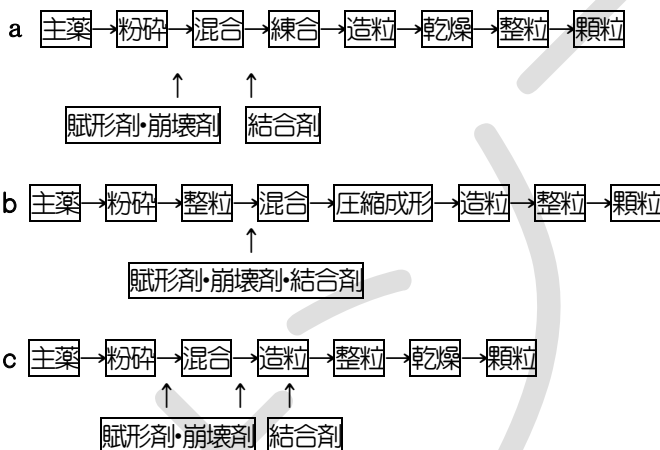 a 主薬→粉砕→混合→練合→造粒→乾燥→整粒→顆粒
↑ ↑
賦形剤・崩壊剤 結合剤
b 主薬→粉砕→整粒→混合→圧縮成形→造粒→整粒→顆粒
↑
賦形剤・崩壊剤・結合剤
c 主薬→粉砕→混合→造粒→整粒→乾燥→顆粒
↑ ↑ ↑
賦形剤・崩壊剤 結合剤